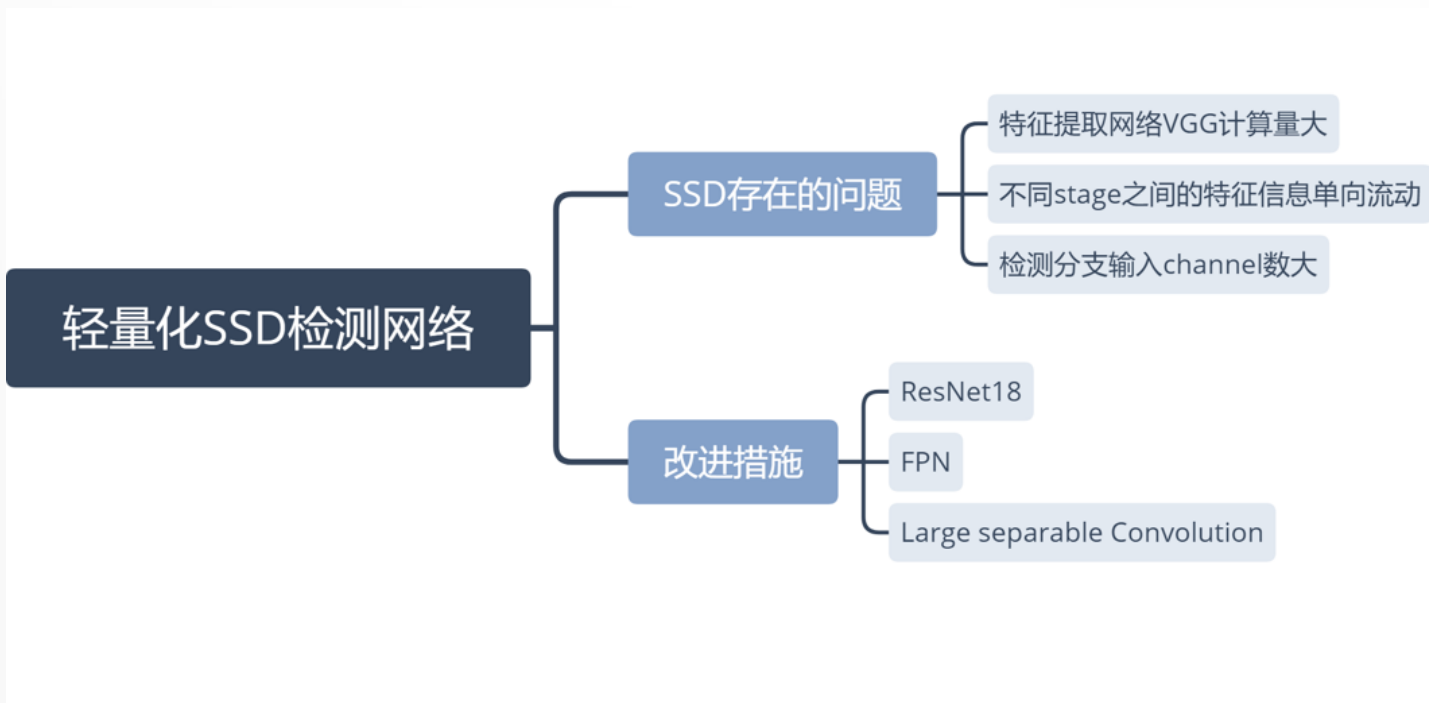 轻量化SSD检测网络
SSD存在的问题
特征提取网络VGG计算量大
不同stage之间的特征信息单向流动
检测分支输入channel数大
改进措施
ResNet18
FPN
Large separable Convolution